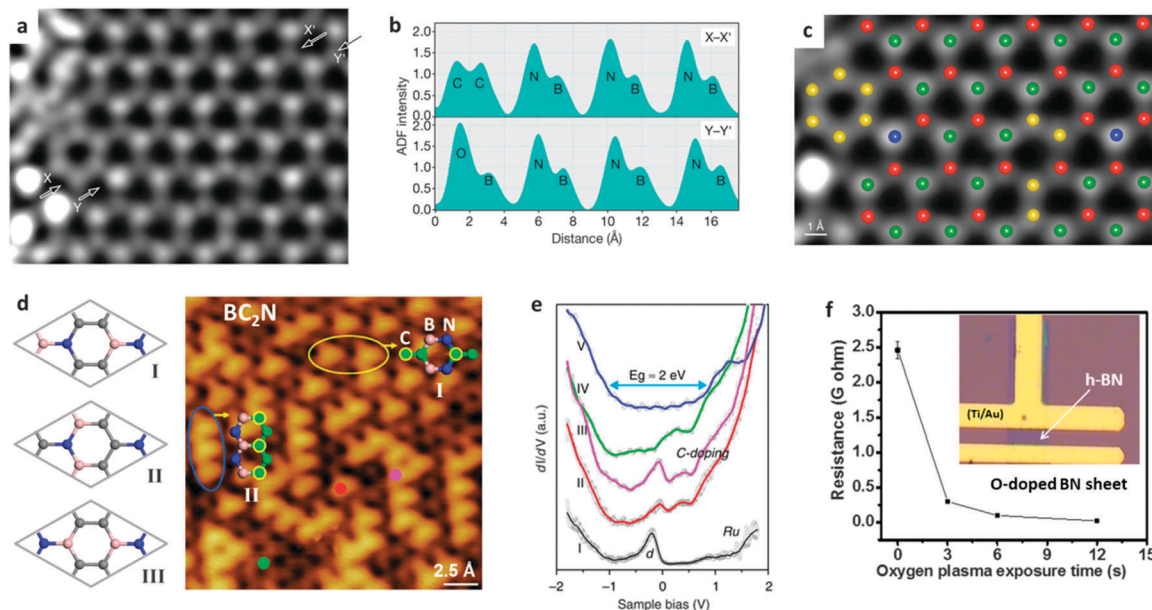 a
X'
Y'
X
Y
b
ADF intensity
2.0
1.5
1.0
0.5
0.0
2.0
1.5
1.0
0.5
0.0
X–X'
C C N B N B N B
Y–Y'
O B N B N B N B
0 2 4 6 8 10 12 14 16
Distance (Å)
c
1 Å
d
I
II
III
BC₂N
C B N
I
II
2.5 Å
e
dI/dV (a.u.)
V
Eg ≈ 2 eV
IV
III
C-doping
II
I
d
Ru
−2 −1 0 1 2
Sample bias (V)
f
Resistance (G ohm)
3.0
2.5
2.0
1.5
1.0
0.5
0.0
h-BN
(Ti/Au)
O-doped BN sheet
0 3 6 9 12 15
Oxygen plasma exposure time (s)